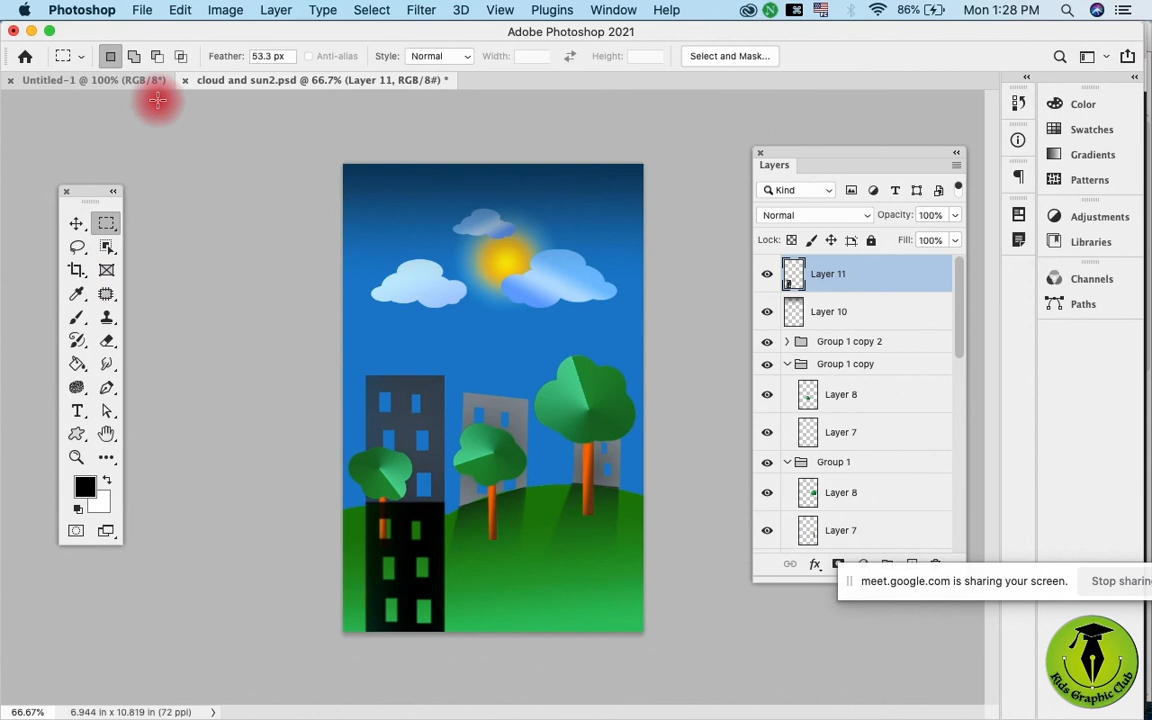 Photoshop File Edit Image Layer Type Select Filter 3D View Plugins Window Help 86% Mon 1:28 PM
Adobe Photoshop 2021
Feather: 53.3 px Anti-alias Style: Normal Width: Height: Select and Mask...
Untitled-1 @ 100% (RGB/8*) cloud and sun2.psd @ 66.7% (Layer 11, RGB/8#) *
Color
Swatches
Gradients
Patterns
Adjustments
Libraries
Channels
Paths
Layers
Kind
Normal Opacity: 100%
Lock: Fill: 100%
Layer 11
Layer 10
Group 1 copy 2
Group 1 copy
Layer 8
Layer 7
Group 1
Layer 8
Layer 7
meet.google.com is sharing your screen. Stop sharing
Kids Graphic Club
66.67% 6.944 in x 10.819 in (72 ppi)